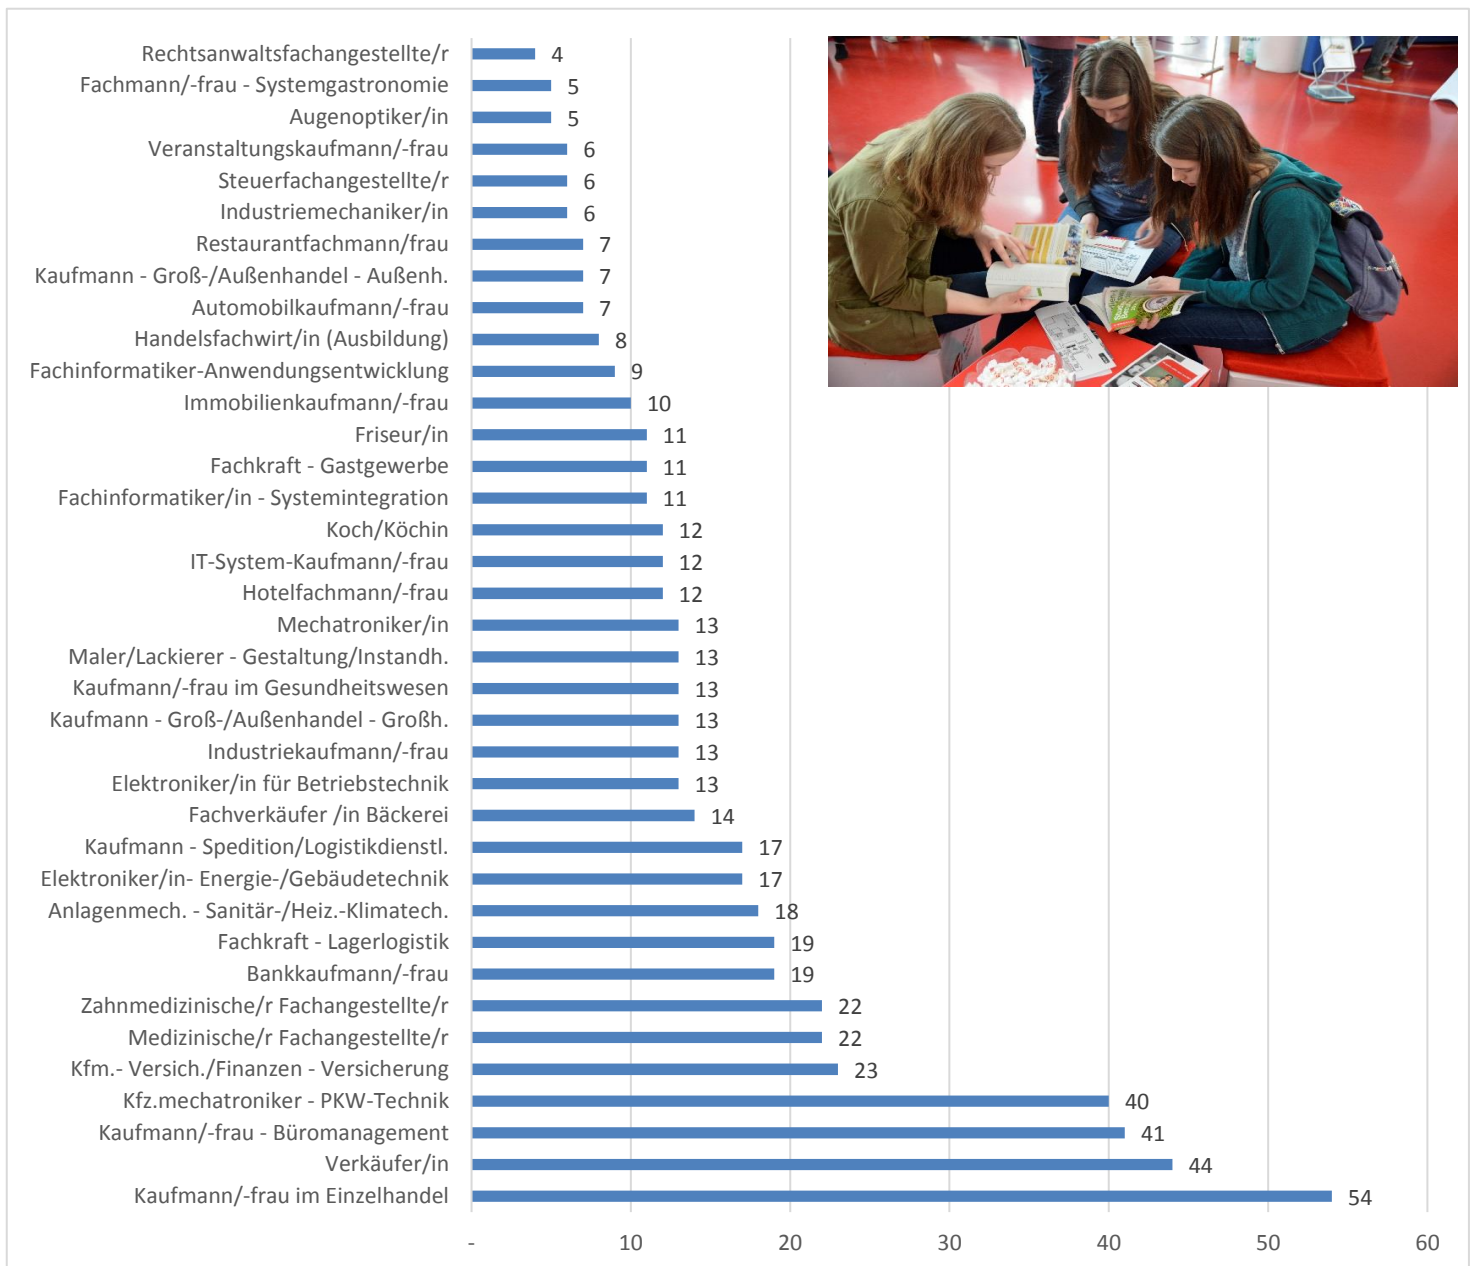 Rechtsanwaltsfachangestellte/r 4
Fachmann/-frau - Systemgastronomie 5
Augenoptiker/in 5
Veranstaltungskaufmann/-frau 6
Steuerfachangestellte/r 6
Industriemechaniker/in 6
Restaurantfachmann/frau 7
Kaufmann - Groß-/Außenhandel - Außenh. 7
Automobilkaufmann/-frau 7
Handelsfachwirt/in (Ausbildung) 8
Fachinformatiker-Anwendungsentwicklung 9
Immobilienkaufmann/-frau 10
Friseur/in 11
Fachkraft - Gastgewerbe 11
Fachinformatiker/in - Systemintegration 11
Koch/Köchin 12
IT-System-Kaufmann/-frau 12
Hotelfachmann/-frau 12
Mechatroniker/in 13
Maler/Lackierer - Gestaltung/Instandh. 13
Kaufmann/-frau im Gesundheitswesen 13
Kaufmann - Groß-/Außenhandel - Großh. 13
Industriekaufmann/-frau 13
Elektroniker/in für Betriebstechnik 13
Fachverkäufer /in Bäckerei 14
Kaufmann - Spedition/Logistikdienstl. 17
Elektroniker/in- Energie-/Gebäudetechnik 17
Anlagenmech. - Sanitär-/Heiz.-Klimatech. 18
Fachkraft - Lagerlogistik 19
Bankkaufmann/-frau 19
Zahnmedizinische/r Fachangestellte/r 22
Medizinische/r Fachangestellte/r 22
Kfm.- Versich./Finanzen - Versicherung 23
Kfz.mechatroniker - PKW-Technik 40
Kaufmann/-frau - Büromanagement 41
Verkäufer/in 44
Kaufmann/-frau im Einzelhandel 54
- 10 20 30 40 50 60